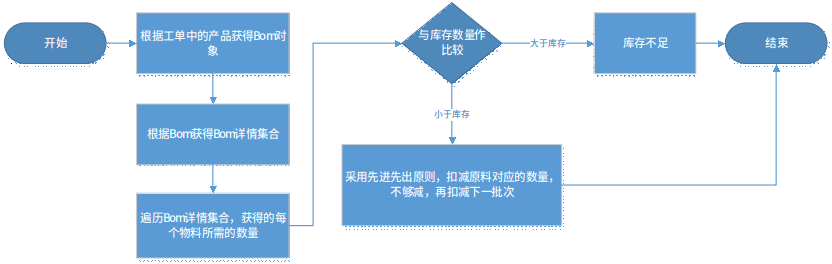 开始
根据工单中的产品获得Bom对
象
根据Bom获得Bom详情集合
遍历Bom详情集合，获得的每
个物料所需的数量
与库存数量作
比较
大于库存
库存不足
结束
小于库存
采用先进先出原则，扣减原料对应的数量，
不够减，再扣减下一批次